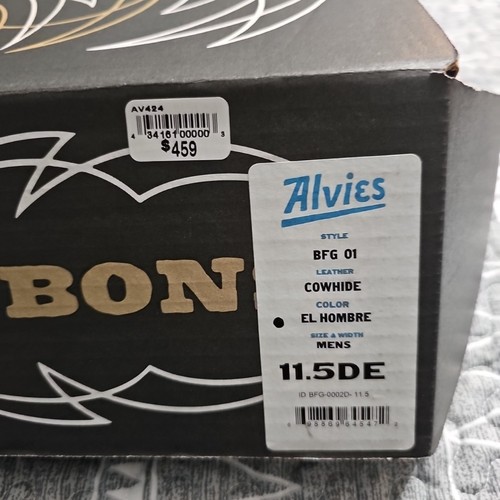 AV424
4 34161 00000 3
$459
Alvies
STYLE
BFG 01
LEATHER
COWHIDE
COLOR
EL HOMBRE
SIZE & WIDTH
MENS
11.5DE
ID BFG-0002D- 11.5
BON